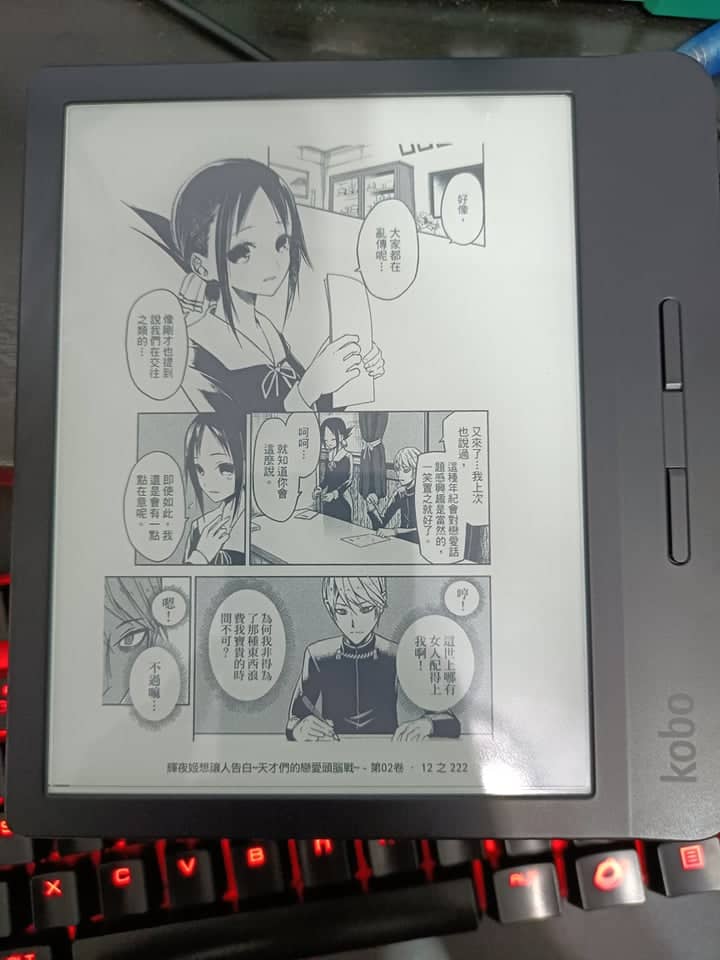 好像，
大家都在
亂傳呢…
像剛才也提到
說我們在交往
之類的…
又來了…我上次
也說過，
這種年紀會對戀愛話
題感興趣是當然的，
一笑置之就好了。
呵呵…
就知道你會
這麼說。
即使如此，我
還是會有一點
點在意呢。
哼！
這世上哪有
女人配得上
我啊！
為何我非得為
了那種東西浪
費我寶貴的時
間不可？
嗯！
不過嘛…
輝夜姬想讓人告白~天才們的戀愛頭腦戰~ - 第02卷 · 12 之 222
kobo
X
C
V
B
N
M